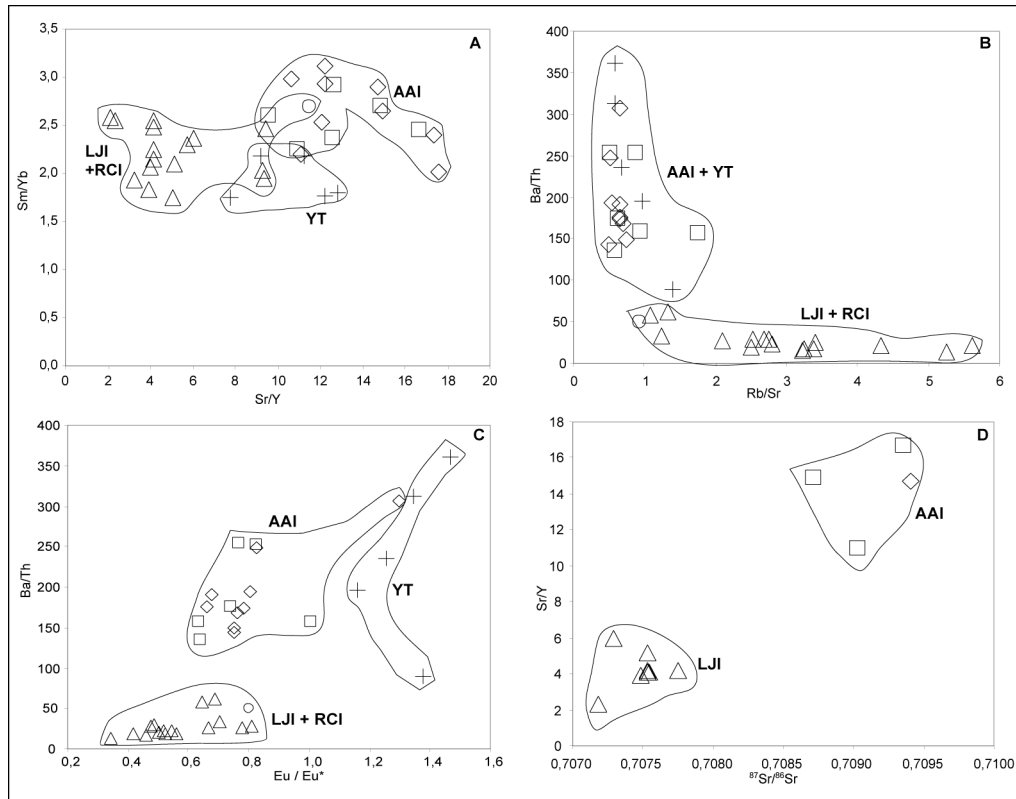 A
3,5
3,0
2,5
2,0
1,5
1,0
0,5
0,0
Sm/Yb
AAI
LJI
+RCI
YT
0 2 4 6 8 10 12 14 16 18 20
Sr/Y
B
400
350
300
250
200
150
100
50
0
Ba/Th
AAI + YT
LJI + RCI
0 1 2 3 4 5 6
Rb/Sr
C
400
350
300
250
200
150
100
50
0
Ba/Th
AAI
YT
LJI + RCI
0,2 0,4 0,6 0,8 1,0 1,2 1,4 1,6
Eu / Eu*
D
18
16
14
12
10
8
6
4
2
0
Sr/Y
AAI
LJI
0,7070 0,7075 0,7080 0,7085 0,7090 0,7095 0,7100
⁸⁷Sr/⁸⁶Sr